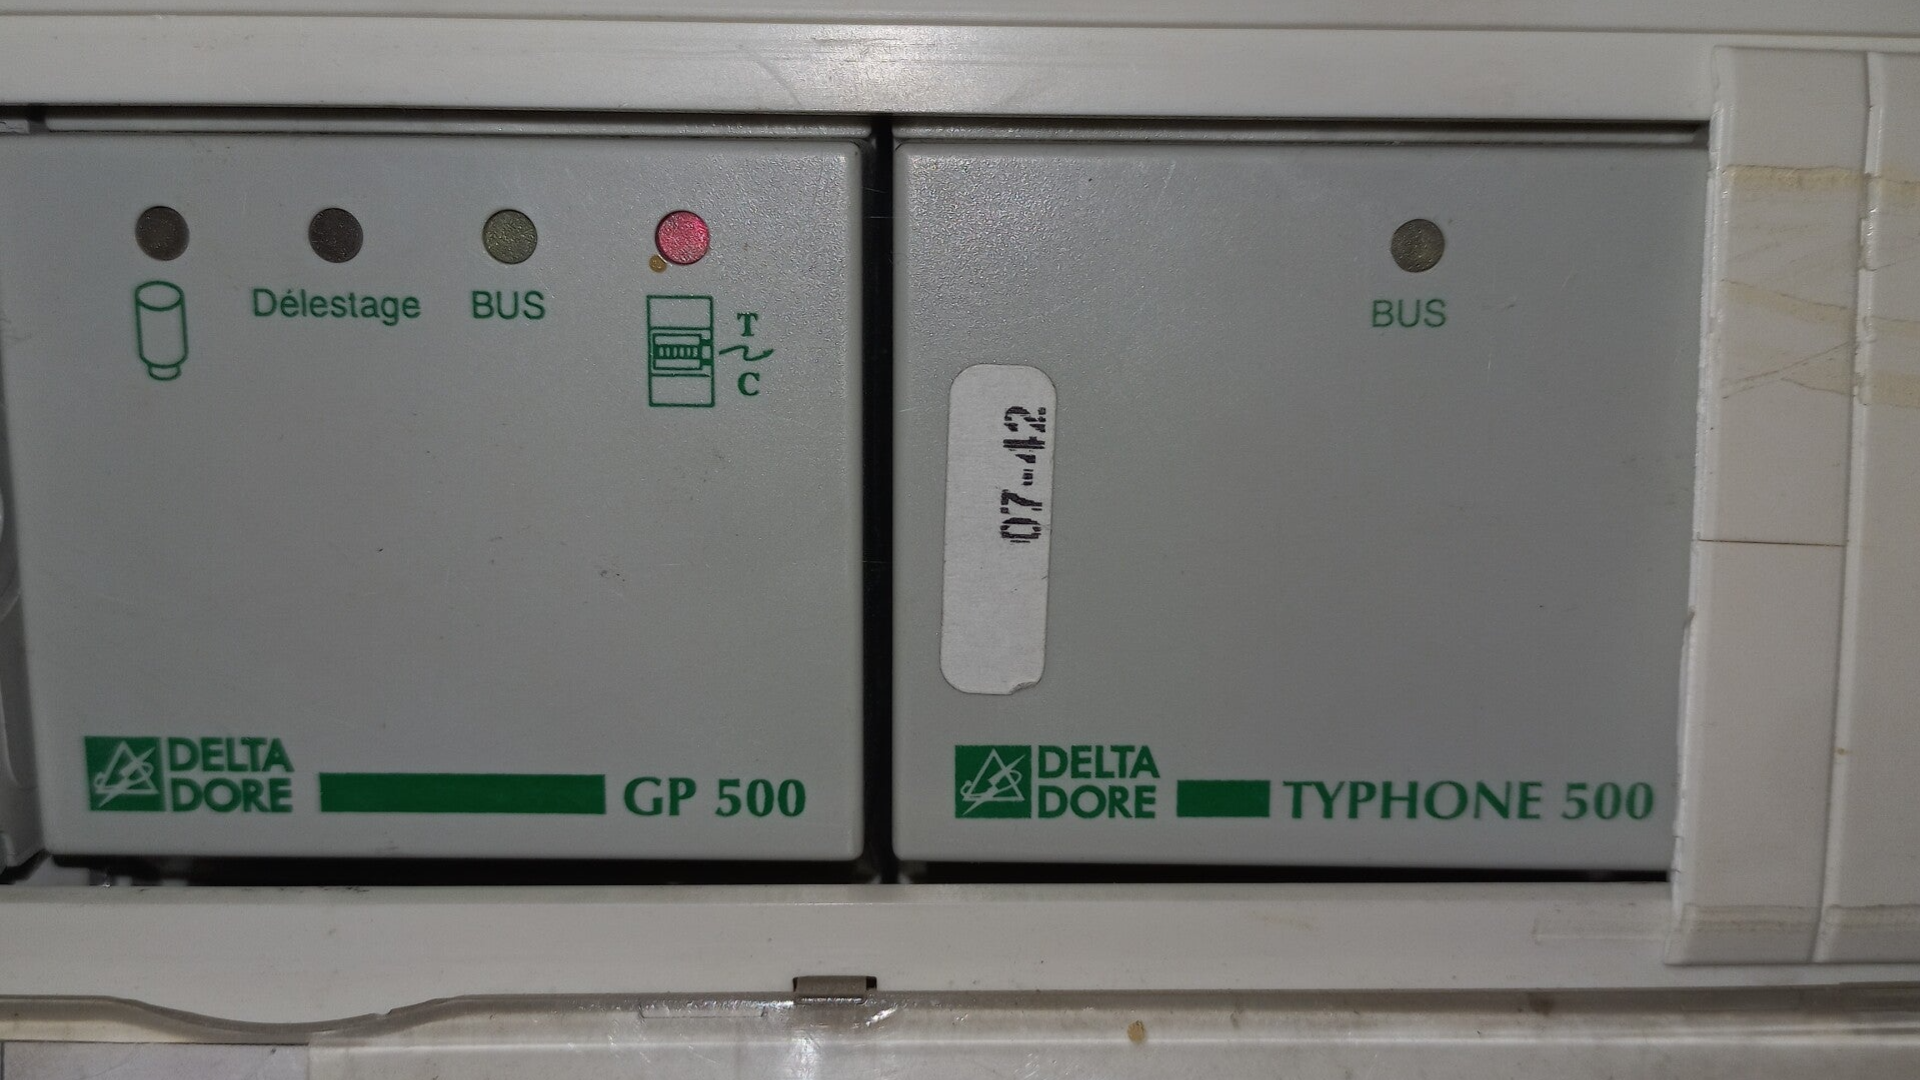 Délestage
BUS
T
C
DELTA
DORE
GP 500
BUS
07-42
DELTA
DORE
TYPHONE 500